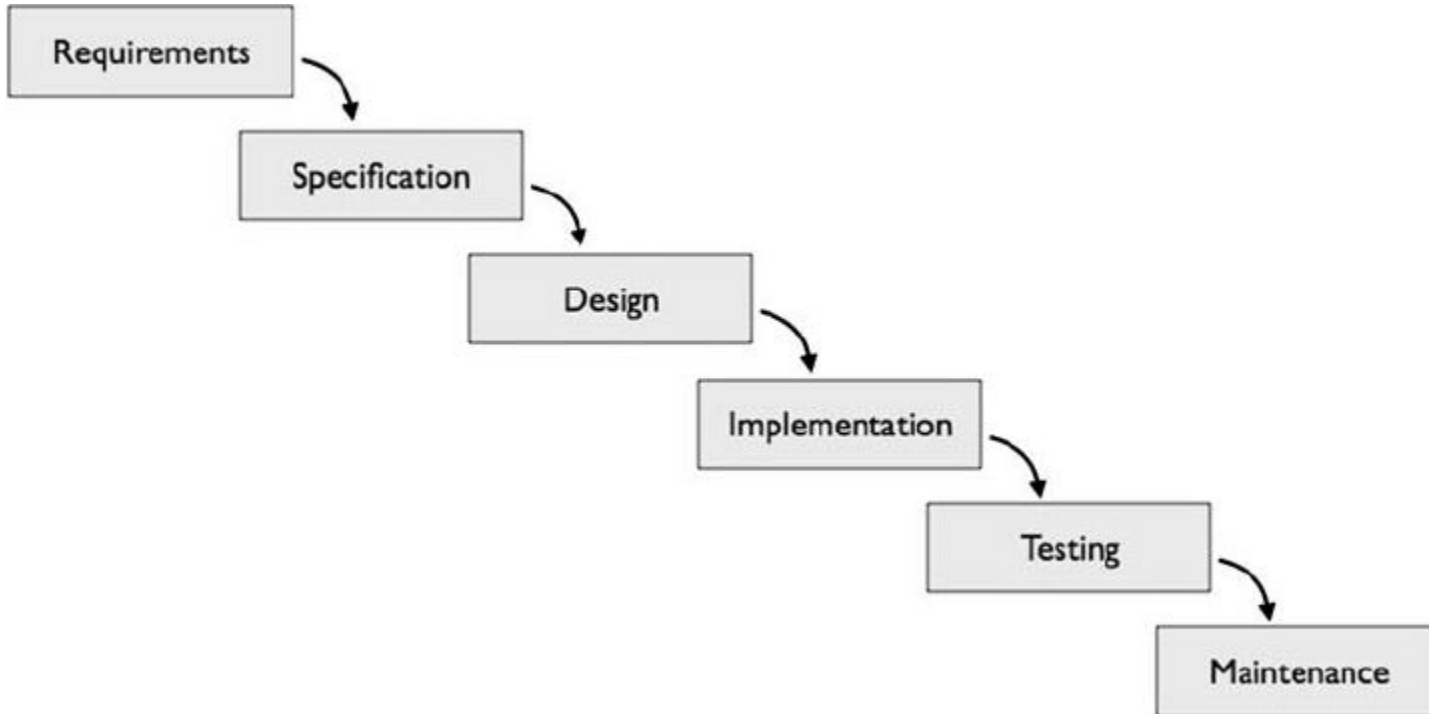 Requirements
Specification
Design
Implementation
Testing
Maintenance